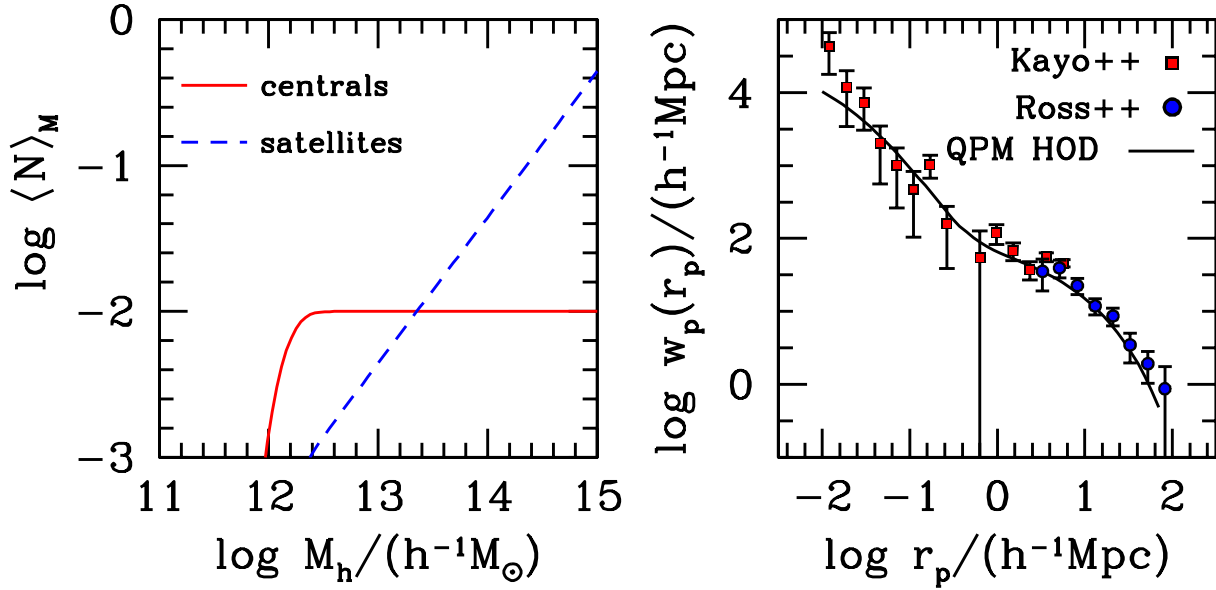 log ⟨N⟩M
0
−1
−2
−3
centrals
satellites
11 12 13 14 15
log Mh/(h⁻¹M⊙)
log wp(rp)/(h⁻¹Mpc)
4
2
0
Kayo++
Ross++
QPM HOD
−2 −1 0 1 2
log rp/(h⁻¹Mpc)